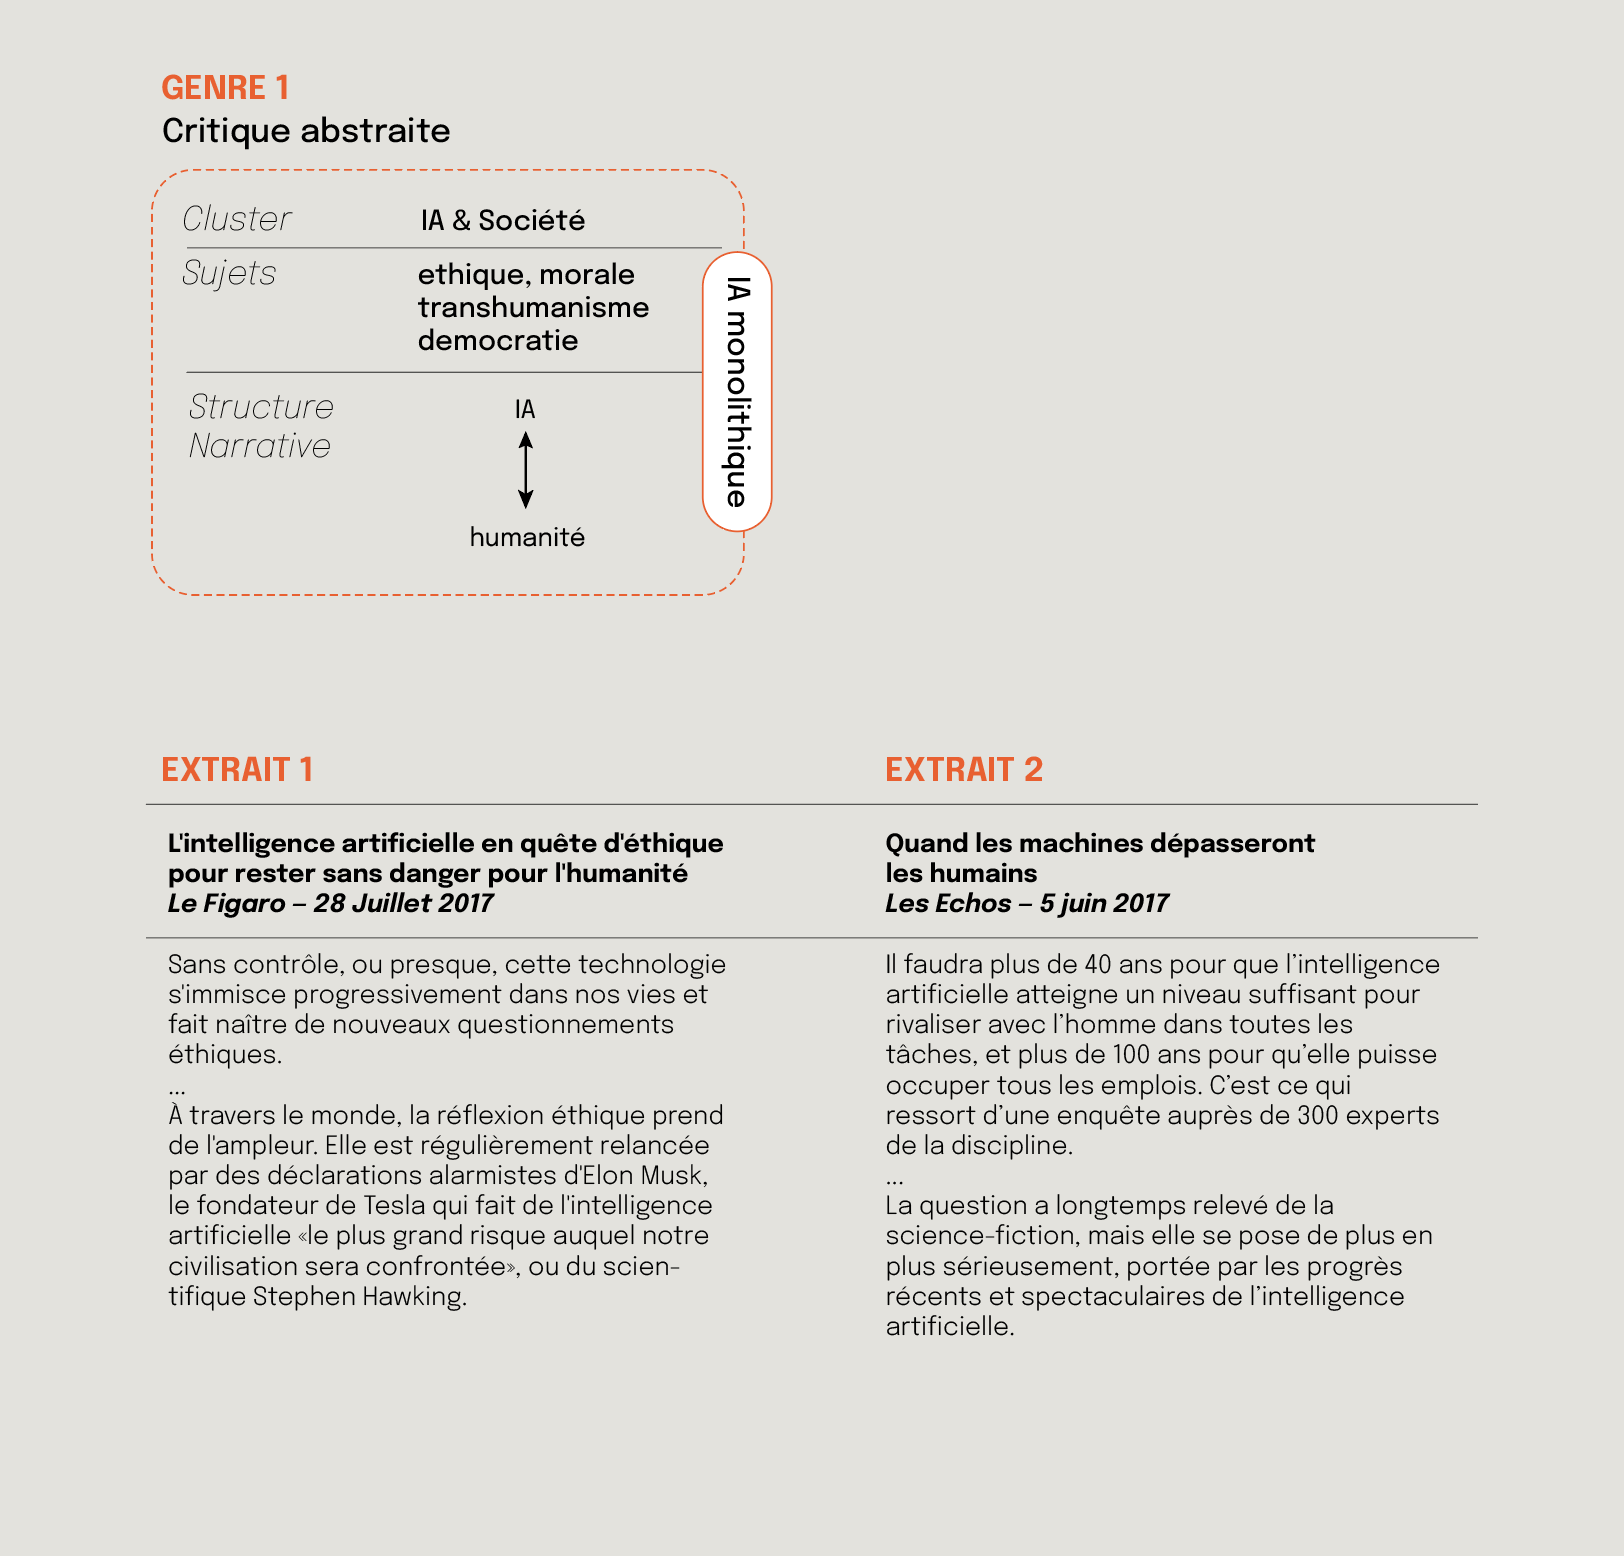 GENRE 1
Critique abstraite
Cluster IA & Société
Sujets ethique, morale
transhumanisme
democratie
Structure
Narrative
IA
humanité
IA monolithique
EXTRAIT 1
L'intelligence artificielle en quête d'éthique
pour rester sans danger pour l'humanité
Le Figaro – 28 Juillet 2017
Sans contrôle, ou presque, cette technologie
s'immisce progressivement dans nos vies et
fait naître de nouveaux questionnements
éthiques.
...
À travers le monde, la réflexion éthique prend
de l'ampleur. Elle est régulièrement relancée
par des déclarations alarmistes d'Elon Musk,
le fondateur de Tesla qui fait de l'intelligence
artificielle «le plus grand risque auquel notre
civilisation sera confrontée», ou du scien-
tifique Stephen Hawking.
EXTRAIT 2
Quand les machines dépasseront
les humains
Les Echos – 5 juin 2017
Il faudra plus de 40 ans pour que l’intelligence
artificielle atteigne un niveau suffisant pour
rivaliser avec l’homme dans toutes les
tâches, et plus de 100 ans pour qu’elle puisse
occuper tous les emplois. C’est ce qui
ressort d’une enquête auprès de 300 experts
de la discipline.
...
La question a longtemps relevé de la
science-fiction, mais elle se pose de plus en
plus sérieusement, portée par les progrès
récents et spectaculaires de l’intelligence
artificielle.